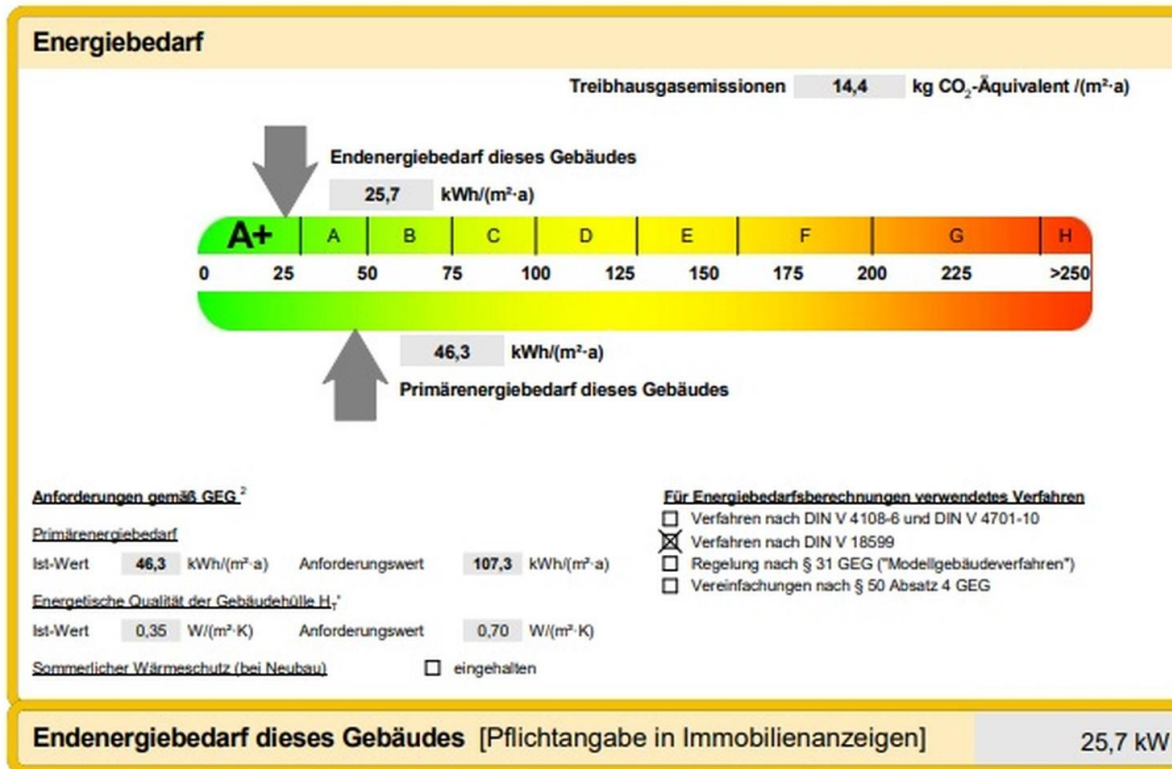 Energiebedarf
Treibhausgasemissionen 14,4 kg CO₂-Äquivalent /(m²·a)
Endenergiebedarf dieses Gebäudes
25,7 kWh/(m²·a)
A+ A B C D E F G H
0 25 50 75 100 125 150 175 200 225 >250
46,3 kWh/(m²·a)
Primärenergiebedarf dieses Gebäudes
Anforderungen gemäß GEG ²
Primärenergiebedarf
Ist-Wert 46,3 kWh/(m²·a) Anforderungswert 107,3 kWh/(m²·a)
Energetische Qualität der Gebäudehülle H_T'
Ist-Wert 0,35 W/(m²·K) Anforderungswert 0,70 W/(m²·K)
Sommerlicher Wärmeschutz (bei Neubau) ☐ eingehalten
Für Energiebedarfsberechnungen verwendetes Verfahren
☐ Verfahren nach DIN V 4108-6 und DIN V 4701-10
☒ Verfahren nach DIN V 18599
☐ Regelung nach § 31 GEG ("Modellgebäudeverfahren")
☐ Vereinfachungen nach § 50 Absatz 4 GEG
Endenergiebedarf dieses Gebäudes [Pflichtangabe in Immobilienanzeigen] 25,7 kW